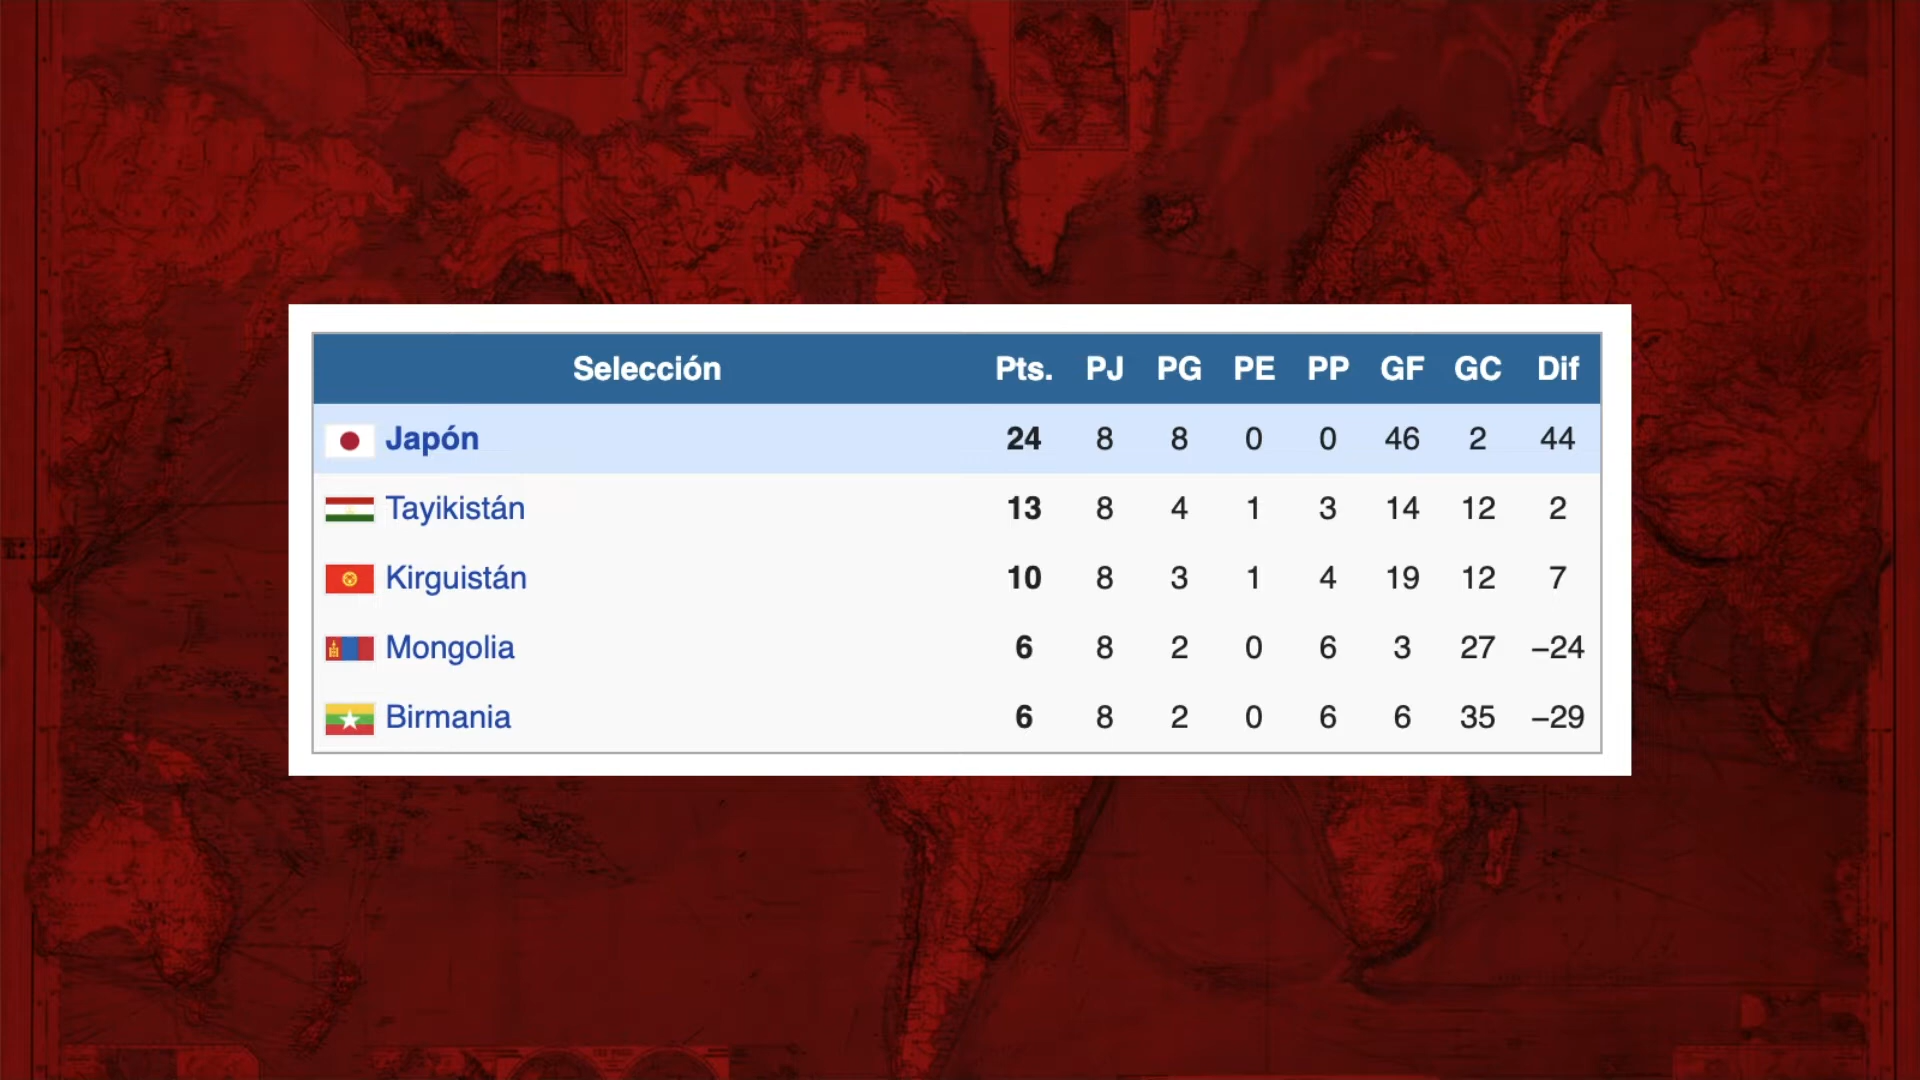 Selección Pts. PJ PG PE PP GF GC Dif
Japón 24 8 8 0 0 46 2 44
Tayikistán 13 8 4 1 3 14 12 2
Kirguistán 10 8 3 1 4 19 12 7
Mongolia 6 8 2 0 6 3 27 −24
Birmania 6 8 2 0 6 6 35 −29